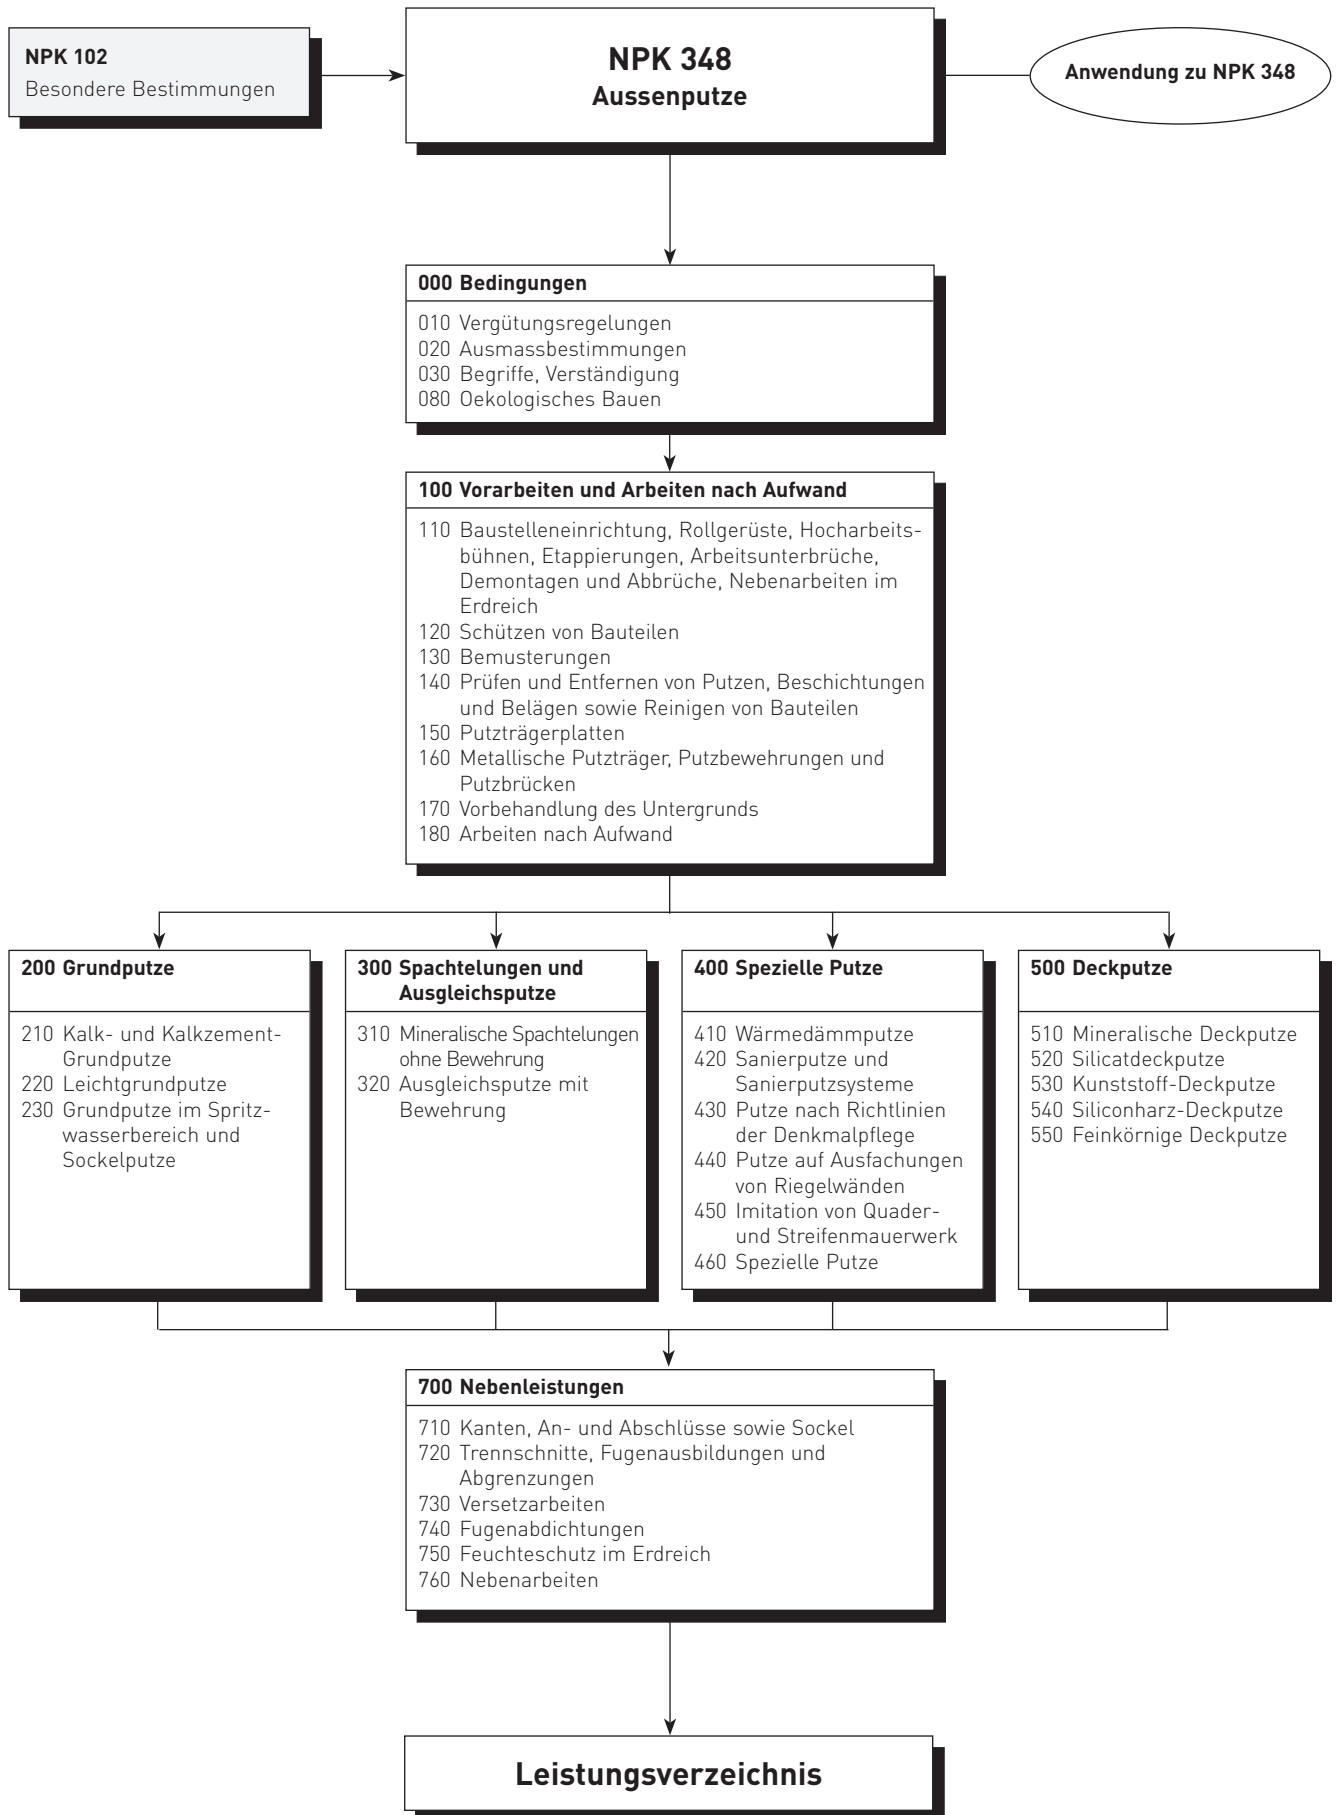 NPK 102
Besondere Bestimmungen
NPK 348
Aussenputze
Anwendung zu NPK 348
000 Bedingungen
010 Vergütungsregelungen
020 Ausmassbestimmungen
030 Begriffe, Verständigung
080 Oekologisches Bauen
100 Vorarbeiten und Arbeiten nach Aufwand
110 Baustelleneinrichtung, Rollgerüste, Hocharbeits-
bühnen, Etappierungen, Arbeitsunterbrüche,
Demontagen und Abbrüche, Nebenarbeiten im
Erdreich
120 Schützen von Bauteilen
130 Bemusterungen
140 Prüfen und Entfernen von Putzen, Beschichtungen
und Belägen sowie Reinigen von Bauteilen
150 Putzträgerplatten
160 Metallische Putzträger, Putzbewehrungen und
Putzbrücken
170 Vorbehandlung des Untergrunds
180 Arbeiten nach Aufwand
200 Grundputze
210 Kalk- und Kalkzement-
Grundputze
220 Leichtgrundputze
230 Grundputze im Spritz-
wasserbereich und
Sockelputze
300 Spachtelungen und
Ausgleichsputze
310 Mineralische Spachtelungen
ohne Bewehrung
320 Ausgleichsputze mit
Bewehrung
400 Spezielle Putze
410 Wärmedämmputze
420 Sanierputze und
Sanierputzsysteme
430 Putze nach Richtlinien
der Denkmalpflege
440 Putze auf Ausfachungen
von Riegelwänden
450 Imitation von Quader-
und Streifenmauerwerk
460 Spezielle Putze
500 Deckputze
510 Mineralische Deckputze
520 Silicatdeckputze
530 Kunststoff-Deckputze
540 Siliconharz-Deckputze
550 Feinkörnige Deckputze
700 Nebenleistungen
710 Kanten, An- und Abschlüsse sowie Sockel
720 Trennschnitte, Fugenausbildungen und
Abgrenzungen
730 Versetzarbeiten
740 Fugenabdichtungen
750 Feuchteschutz im Erdreich
760 Nebenarbeiten
Leistungsverzeichnis